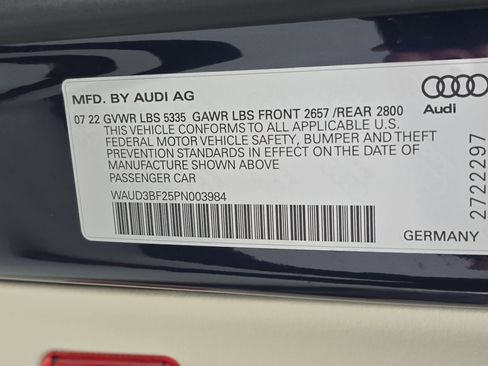 MFD. BY AUDI AG
07 22 GVWR LBS 5335 GAWR LBS FRONT 2657 /REAR 2800
THIS VEHICLE CONFORMS TO ALL APPLICABLE U.S.
FEDERAL MOTOR VEHICLE SAFETY, BUMPER AND THEFT
PREVENTION STANDARDS IN EFFECT ON THE DATE OF
MANUFACTURE SHOWN ABOVE
PASSENGER CAR
WAUD3BF25PN003984
Audi
27222297
GERMANY